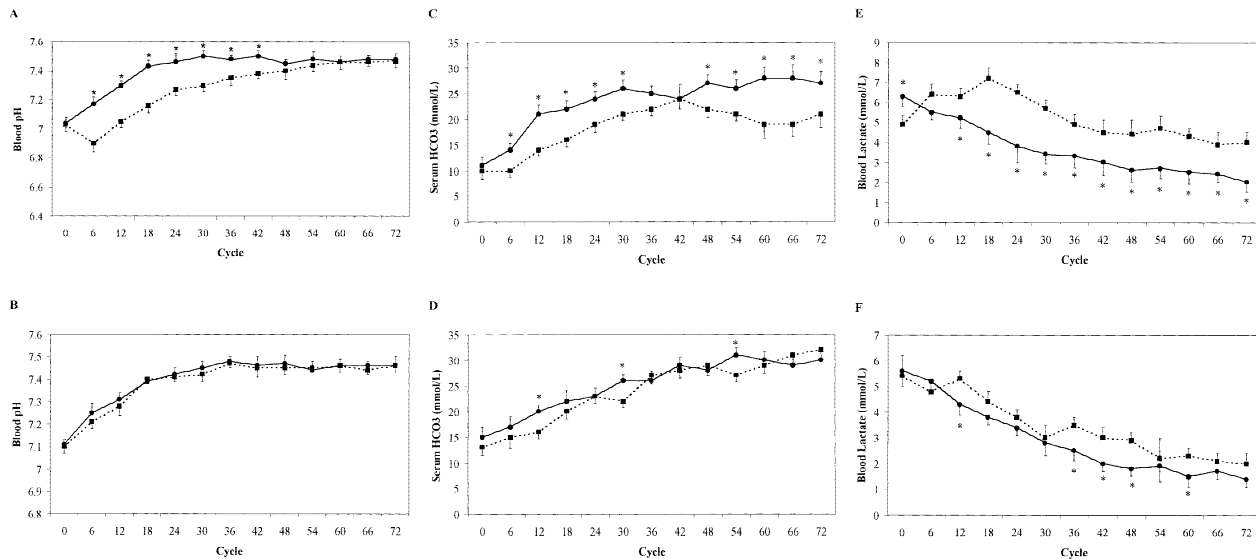 A
Blood pH
7.6
7.4
7.2
7
6.8
6.6
6.4
* * * * * * *
0 6 12 18 24 30 36 42 48 54 60 66 72
Cycle
C
Serum HCO3 (mmol/L)
35
30
25
20
15
10
5
0
* * * * * * * * * *
0 6 12 18 24 30 36 42 48 54 60 66 72
Cycle
E
Blood Lactate (mmol/L)
9
8
7
6
5
4
3
2
1
0
* * * * * * * * * * * *
0 6 12 18 24 30 36 42 48 54 60 66 72
Cycle
B
Blood pH
7.6
7.5
7.4
7.3
7.2
7.1
7
6.9
6.8
0 6 12 18 24 30 36 42 48 54 60 66 72
Cycle
D
Serum HCO3 (mmol/L)
35
30
25
20
15
10
5
0
* * *
0 6 12 18 24 30 36 42 48 54 60 66 72
Cycle
F
Blood Lactate (mmol/L)
7
6
5
4
3
2
1
0
* * * * *
0 6 12 18 24 30 36 42 48 54 60 66 72
Cycle